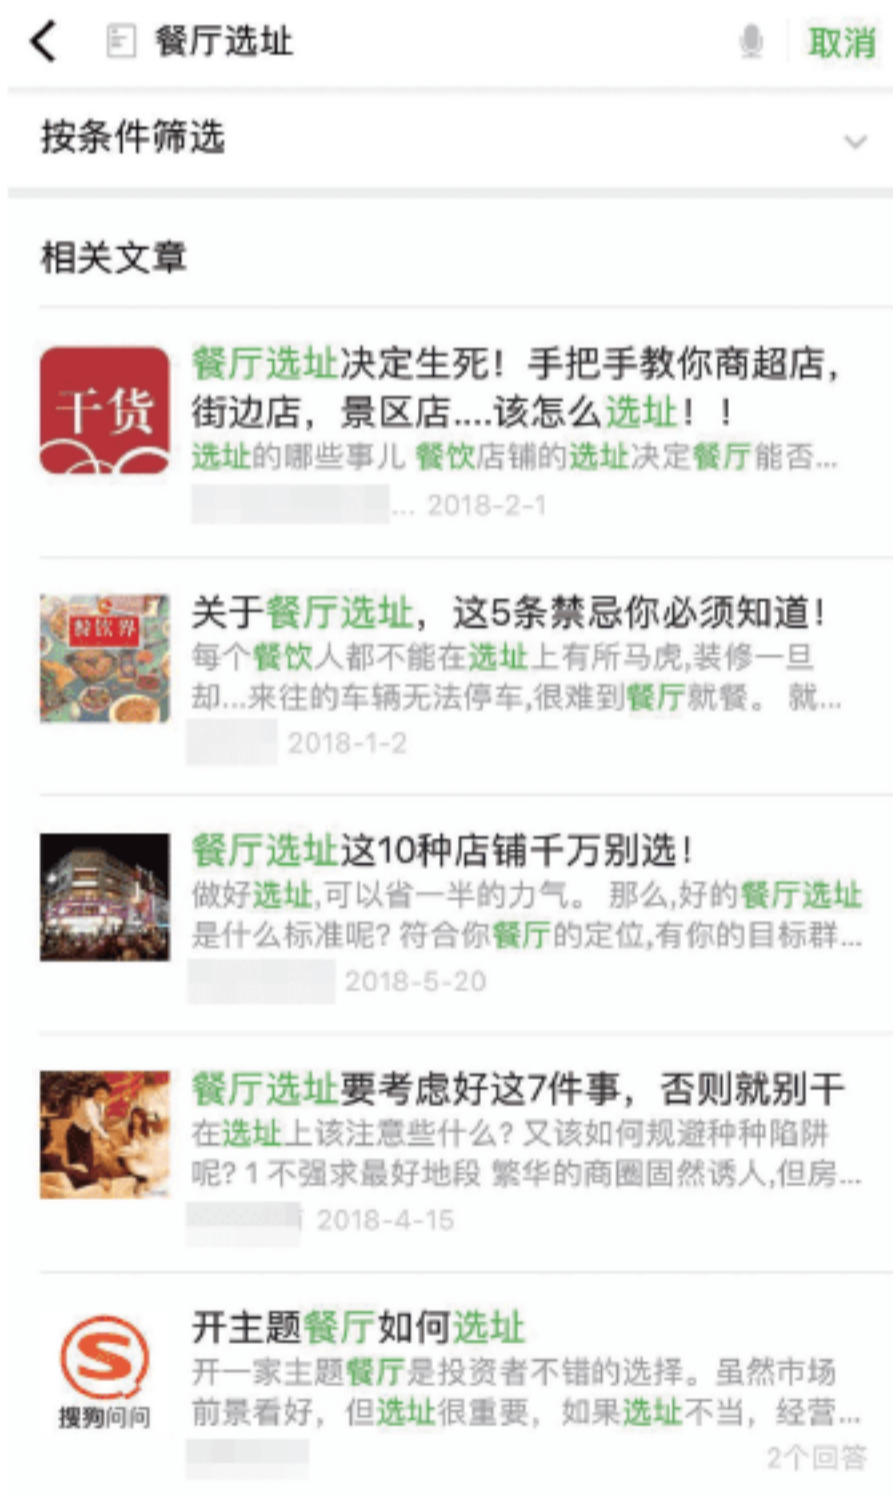 餐厅选址
取消
按条件筛选
相关文章
干货
餐厅选址决定生死！手把手教你商超店，
街边店，景区店....该怎么选址！！
选址的哪些事儿 餐饮店铺的选址决定餐厅能否...
... 2018-2-1
餐饮界
关于餐厅选址，这5条禁忌你必须知道！
每个餐饮人都不能在选址上有所马虎,装修一旦
却...来往的车辆无法停车,很难到餐厅就餐。 就...
2018-1-2
餐厅选址这10种店铺千万别选！
做好选址,可以省一半的力气。 那么,好的餐厅选址
是什么标准呢? 符合你餐厅的定位,有你的目标群...
2018-5-20
餐厅选址要考虑好这7件事，否则就别干
在选址上该注意些什么? 又该如何规避种种陷阱
呢? 1 不强求最好地段 繁华的商圈固然诱人,但房...
2018-4-15
搜狗问问
开主题餐厅如何选址
开一家主题餐厅是投资者不错的选择。虽然市场
前景看好，但选址很重要，如果选址不当，经营...
2个回答